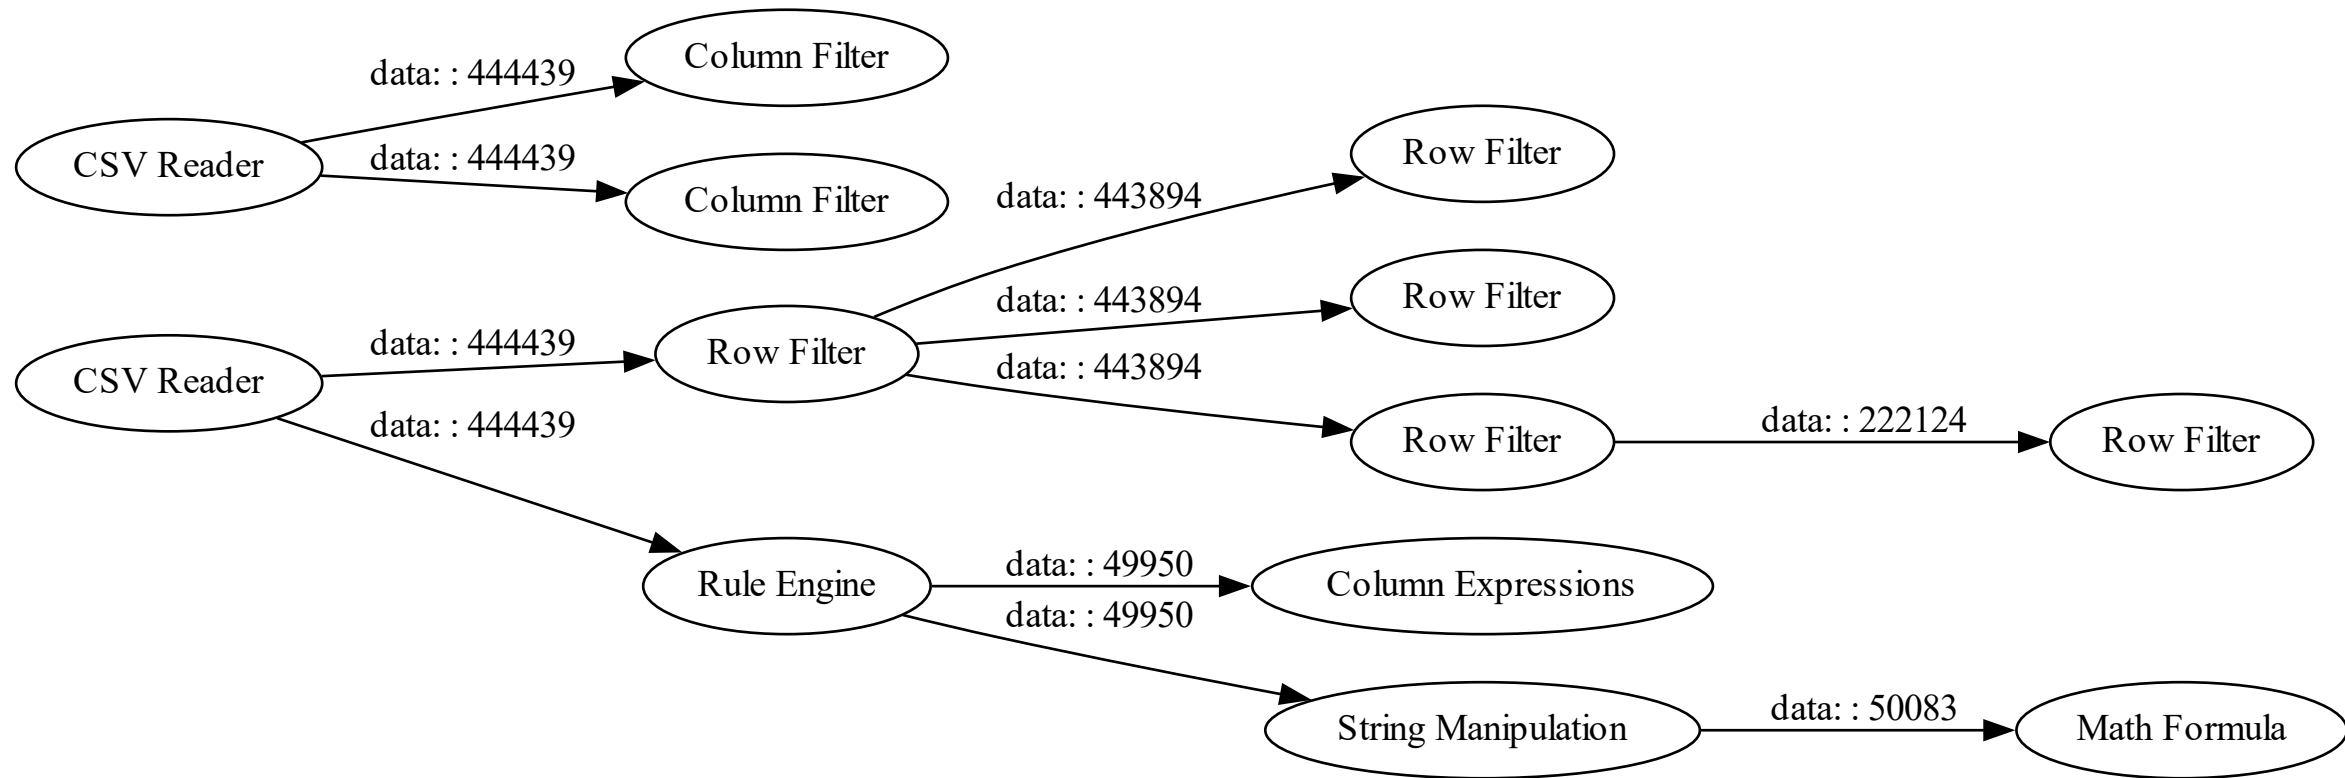 Column Filter
data: : 444439
CSV Reader
data: : 444439
Column Filter
Row Filter
data: : 443894
data: : 443894
Row Filter
data: : 444439
Row Filter
data: : 443894
CSV Reader
data: : 444439
Row Filter
data: : 222124
Row Filter
data: : 49950
Rule Engine
Column Expressions
data: : 49950
String Manipulation
data: : 50083
Math Formula